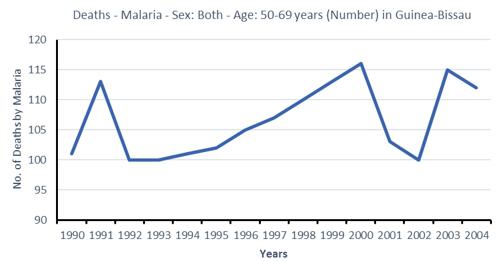 Deaths - Malaria - Sex: Both - Age: 50-69 years (Number) in Guinea-Bissau
120
115
110
105
100
95
90
No. of Deaths by Malaria
1990 1991 1992 1993 1994 1995 1996 1997 1998 1999 2000 2001 2002 2003 2004
Years